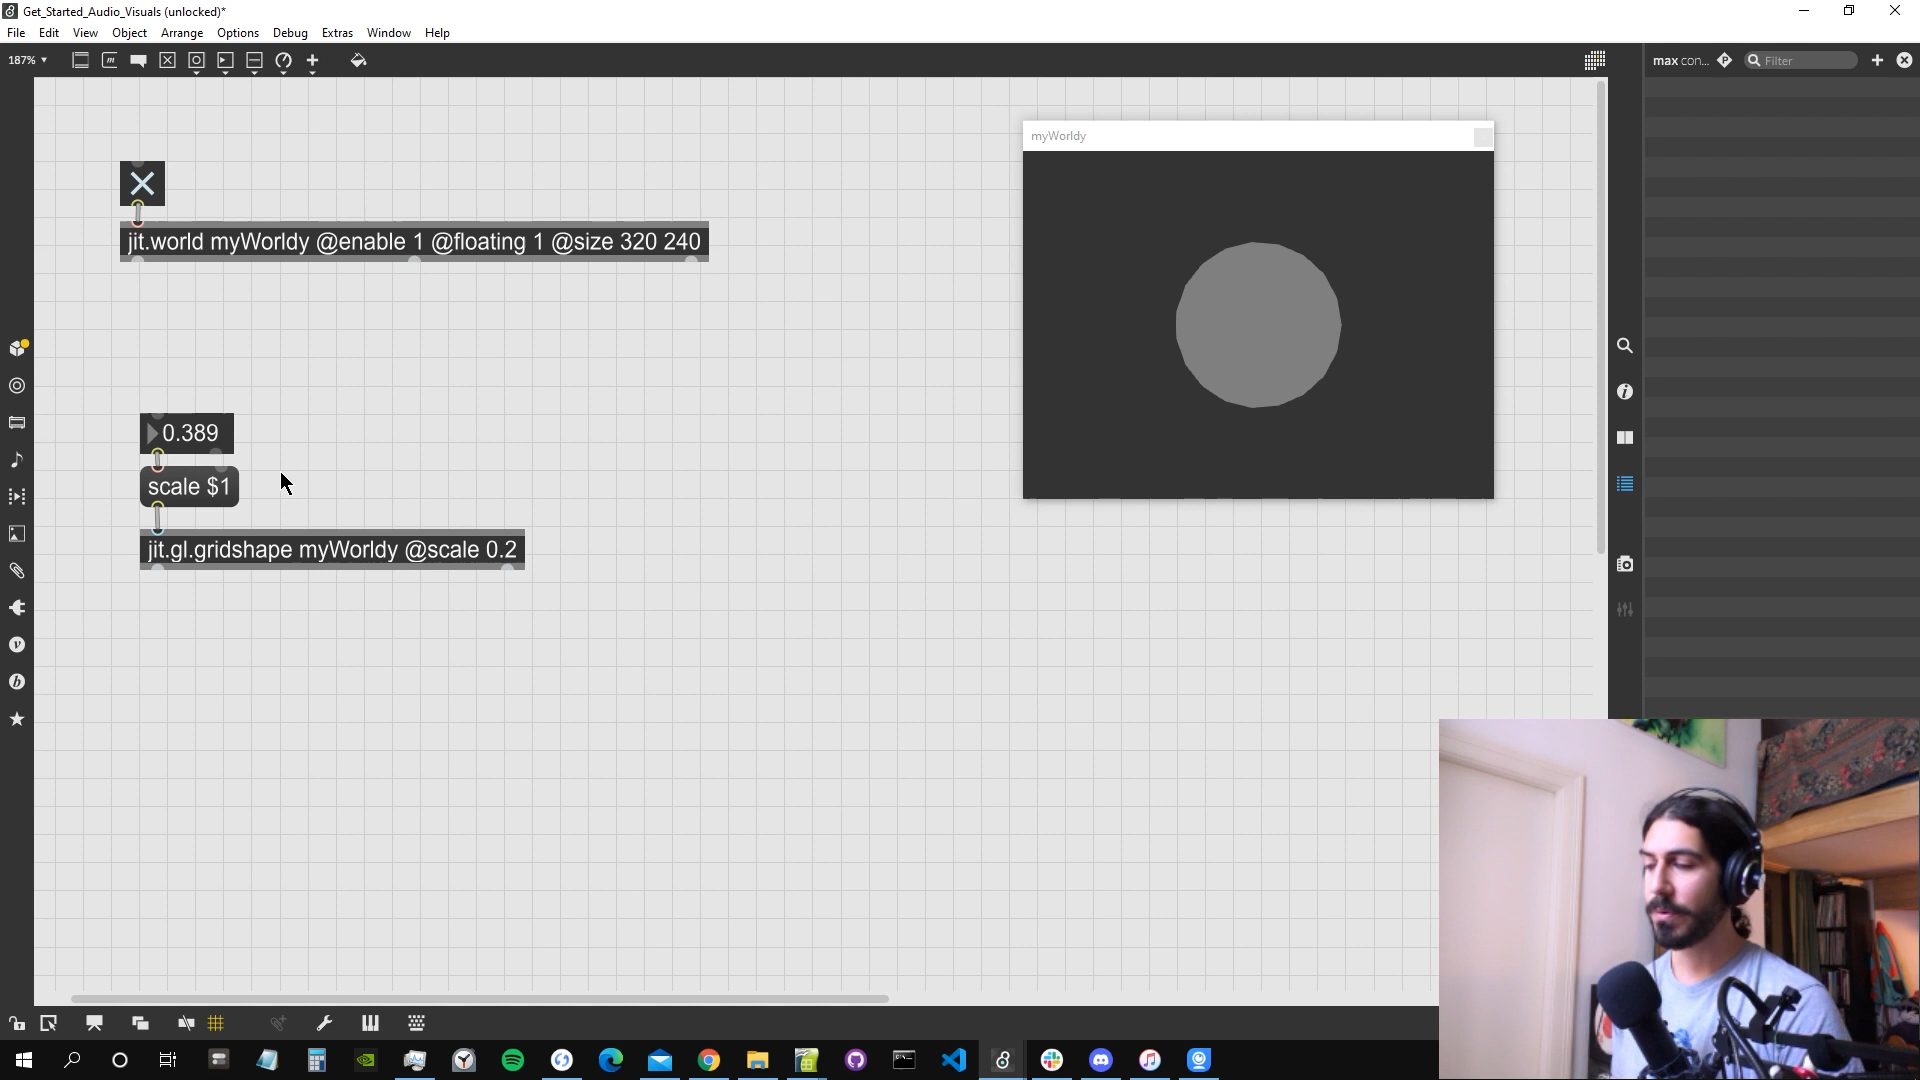 Get_Started_Audio_Visuals (unlocked)*
File Edit View Object Arrange Options Debug Extras Window Help
187%
max con...
Filter
myWorldy
jit.world myWorldy @enable 1 @floating 1 @size 320 240
0.389
scale $1
jit.gl.gridshape myWorldy @scale 0.2